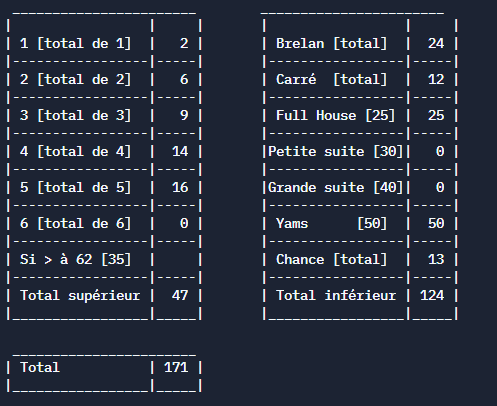 1 [total de 1] 2
2 [total de 2] 6
3 [total de 3] 9
4 [total de 4] 14
5 [total de 5] 16
6 [total de 6] 0
Si > à 62 [35]
Total supérieur 47
Brelan [total] 24
Carré [total] 12
Full House [25] 25
Petite suite [30] 0
Grande suite [40] 0
Yams [50] 50
Chance [total] 13
Total inférieur 124
Total 171